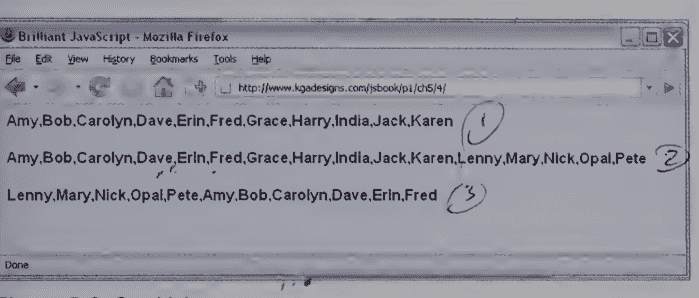 Brilliant JavaScript - Mozilla Firefox
File Edit View History Bookmarks Tools Help
http://www.kgadesigns.com/jsbook/p1/ch5/4/
Amy,Bob,Carolyn,Dave,Erin,Fred,Grace,Harry,India,Jack,Karen 1
Amy,Bob,Carolyn,Dave,Erin,Fred,Grace,Harry,India,Jack,Karen,Lenny,Mary,Nick,Opal,Pete 2
Lenny,Mary,Nick,Opal,Pete,Amy,Bob,Carolyn,Dave,Erin,Fred 3
Done